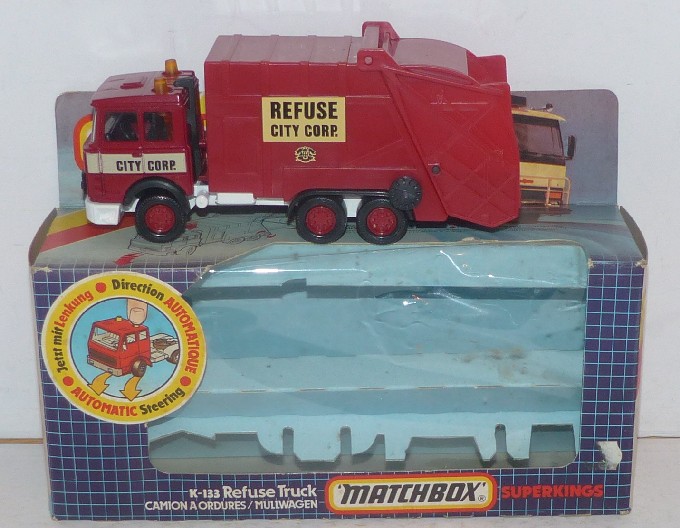 REFUSE
CITY CORP.
CITY CORP.
Jetzt mit Lenkung
Direction AUTOMATIQUE
AUTOMATIC Steering
K-133 Refuse Truck
CAMION A ORDURES/MULLWAGEN
"MATCHBOX"®
SUPERKINGS